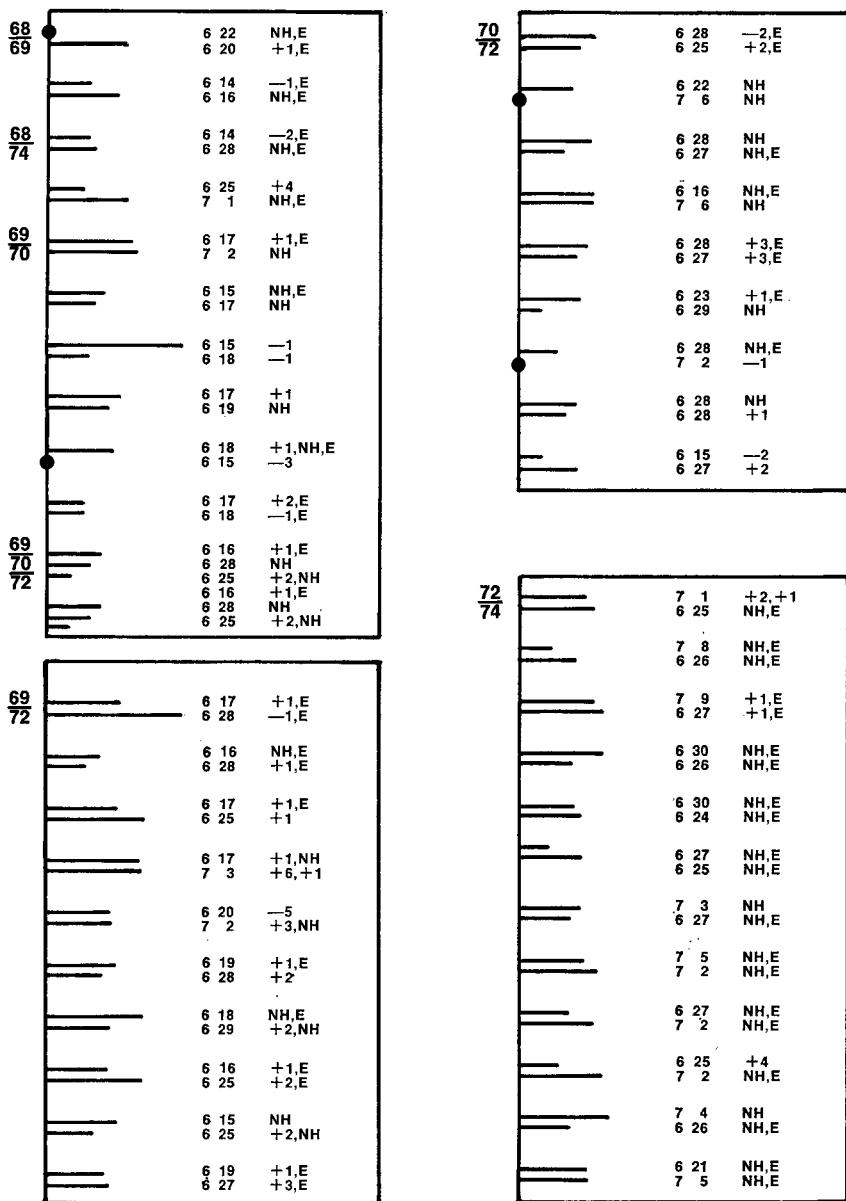 68
69
6 22 NH,E
6 20 +1,E
6 14 —1,E
6 16 NH,E
68
74
6 14 —2,E
6 28 NH,E
6 25 +4
7 1 NH,E
69
70
6 17 +1,E
7 2 NH
6 15 NH,E
6 17 NH
6 15 —1
6 18 —1
6 17 +1
6 19 NH
6 18 +1,NH,E
6 15 —3
6 17 +2,E
6 18 —1,E
69
70
72
6 16 +1,E
6 28 NH
6 25 +2,NH
6 16 +1,E
6 28 NH
6 25 +2,NH
69
72
6 17 +1,E
6 28 —1,E
6 16 NH,E
6 28 +1,E
6 17 +1,E
6 25 +1
6 17 +1,NH
7 3 +6,+1
6 20 —5
7 2 +3,NH
6 19 +1,E
6 28 +2
6 18 NH,E
6 29 +2,NH
6 16 +1,E
6 25 +2,E
6 15 NH
6 25 +2,NH
6 19 +1,E
6 27 +3,E
70
72
6 28 —2,E
6 25 +2,E
6 22 NH
7 6 NH
6 28 NH
6 27 NH,E
6 16 NH,E
7 6 NH
6 28 +3,E
6 27 +3,E
6 23 +1,E
6 29 NH
6 28 NH,E
7 2 —1
6 28 NH
6 28 +1
6 15 —2
6 27 +2
72
74
7 1 +2,+1
6 25 NH,E
7 8 NH,E
6 26 NH,E
7 9 +1,E
6 27 +1,E
6 30 NH,E
6 26 NH,E
6 30 NH,E
6 24 NH,E
6 27 NH,E
6 25 NH,E
7 3 NH
6 27 NH,E
7 5 NH,E
7 2 NH,E
6 27 NH,E
7 2 NH,E
6 25 +4
7 2 NH,E
7 4 NH
6 26 NH,E
6 21 NH,E
7 5 NH,E